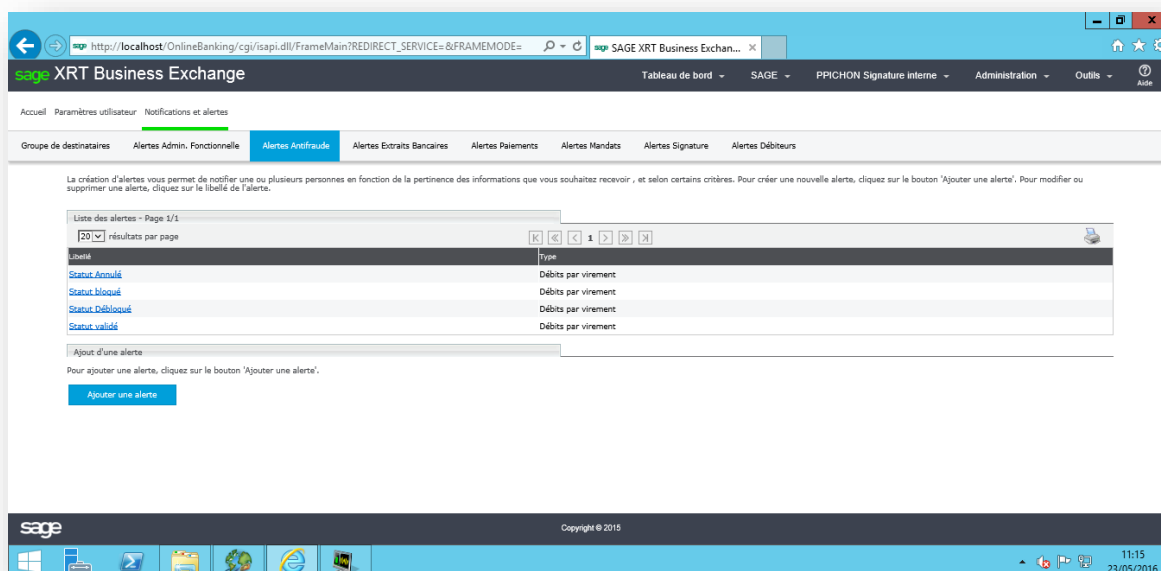 http://localhost/OnlineBanking/cgi/isapi.dll/FrameMain?REDIRECT_SERVICE=&FRAMEMODE= SAGE XRT Business Exchan...
sage XRT Business Exchange Tableau de bord SAGE PPICHON Signature interne Administration Outils Aide
Accueil Paramètres utilisateur Notifications et alertes
Groupe de destinataires Alertes Admin. Fonctionnelle Alertes Antifraude Alertes Extraits Bancaires Alertes Paiements Alertes Mandats Alertes Signature Alertes Débiteurs
La création d'alertes vous permet de notifier une ou plusieurs personnes en fonction de la pertinence des informations que vous souhaitez recevoir , et selon certains critères. Pour créer une nouvelle alerte, cliquez sur le bouton 'Ajouter une alerte'. Pour modifier ou
supprimer une alerte, cliquez sur le libellé de l'alerte.
Liste des alertes - Page 1/1
20 résultats par page 1
Libellé Type
Statut Annulé Débits par virement
Statut bloqué Débits par virement
Statut Débloqué Débits par virement
Statut validé Débits par virement
Ajout d'une alerte
Pour ajouter une alerte, cliquez sur le bouton 'Ajouter une alerte'.
Ajouter une alerte
sage Copyright © 2015
11:15
23/05/2016